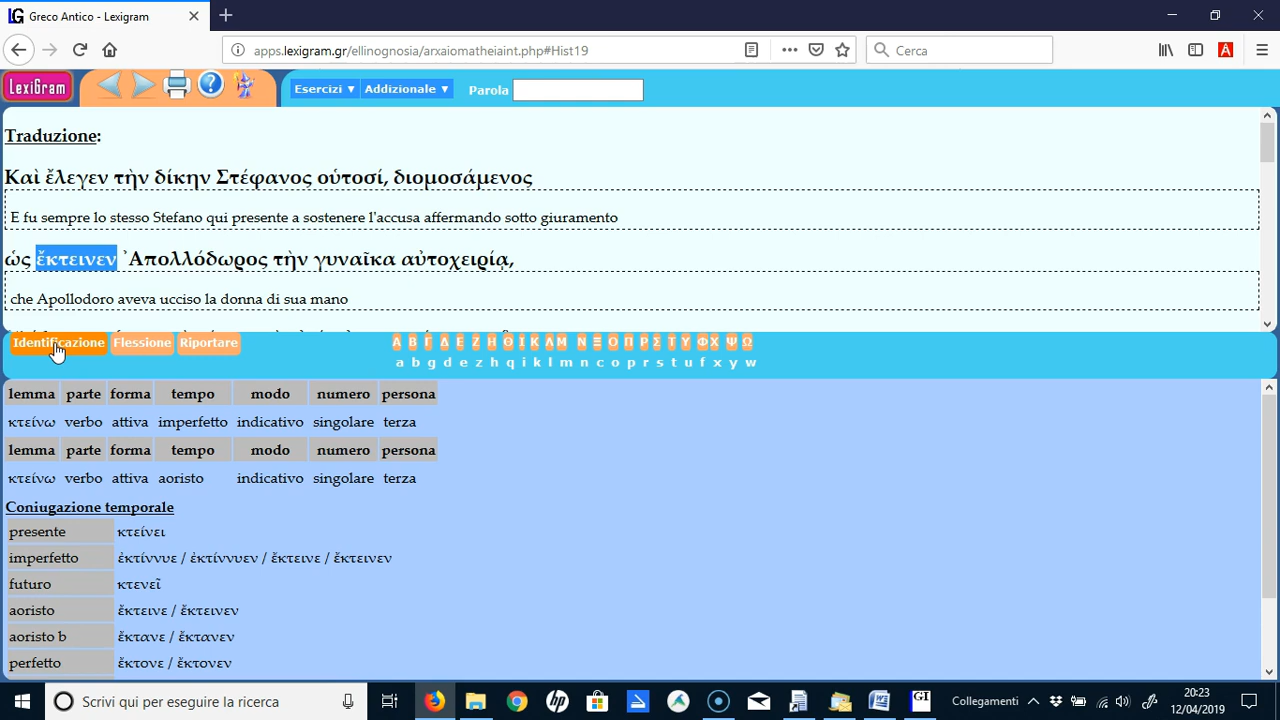 Greco Antico - Lexigram
apps.lexigram.gr/ellinognosia/arxaiomatheiaint.php#Hist19
Cerca
LexiGram
Esercizi ▼ Addizionale ▼ Parola
Traduzione:
Καὶ ἔλεγεν τὴν δίκην Στέφανος οὑτοσί, διομοσάμενος
E fu sempre lo stesso Stefano qui presente a sostenere l'accusa affermando sotto giuramento
ὡς ἔκτεινεν Ἀπολλόδωρος τὴν γυναῖκα αὐτοχειρίᾳ,
che Apollodoro aveva ucciso la donna di sua mano
Identificazione Flessione Riportare
Α Β Γ Δ Ε Ζ Η Θ Ι Κ Λ Μ Ν Ξ Ο Π Ρ Σ Τ Υ Φ Χ Ψ Ω
a b g d e z h q i k l m n c o p r s t u f x y w
lemma parte forma tempo modo numero persona
κτείνω verbo attiva imperfetto indicativo singolare terza
lemma parte forma tempo modo numero persona
κτείνω verbo attiva aoristo indicativo singolare terza
Coniugazione temporale
presente κτείνει
imperfetto ἐκτίννυε / ἐκτίννυεν / ἔκτεινε / ἔκτεινεν
futuro κτενεῖ
aoristo ἔκτεινε / ἔκτεινεν
aoristo b ἔκτανε / ἔκτανεν
perfetto ἔκτονε / ἔκτονεν
Scrivi qui per eseguire la ricerca
GI
Collegamenti
20:23
12/04/2019